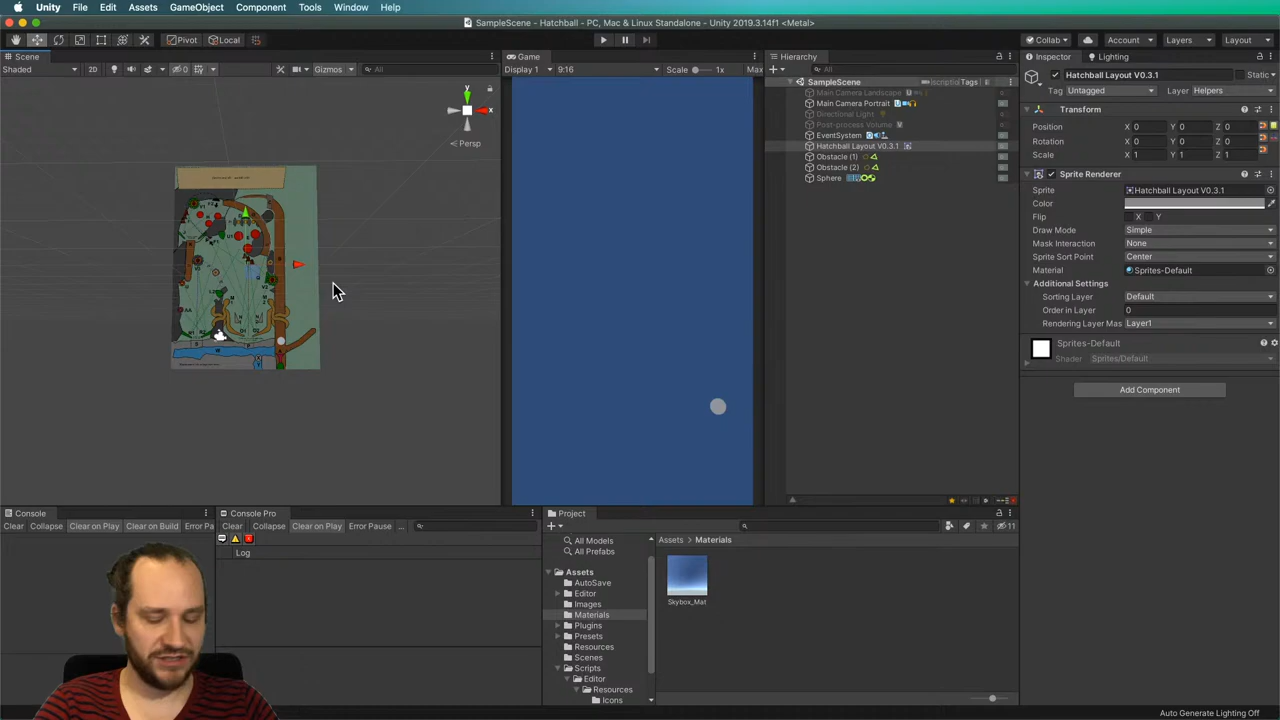 Unity File Edit Assets GameObject Component Tools Window Help
SampleScene - Hatchball - PC, Mac & Linux Standalone - Unity 2019.3.14f1 <Metal>
Pivot Local Collab Account Layers Layout
Scene Game Hierarchy Inspector Lighting
Shaded 2D 0 Gizmos All
Display 1 9:16 Scale 1x Max
All
y
x
Persp
SampleScene Tags
Main Camera Landscape
Main Camera Portrait
Directional Light
Post-process Volume
EventSystem
Hatchball Layout V0.3.1
Obstacle (1)
Obstacle (2)
Sphere
Hatchball Layout V0.3.1 Static
Tag Untagged Layer Helpers
Transform
Position X 0 Y 0 Z 0
Rotation X 0 Y 0 Z 0
Scale X 1 Y 1 Z 1
Sprite Renderer
Sprite Hatchball Layout V0.3.1
Color
Flip X Y
Draw Mode Simple
Mask Interaction None
Sprite Sort Point Center
Material Sprites-Default
Additional Settings
Sorting Layer Default
Order in Layer 0
Rendering Layer Mas Layer1
Sprites-Default
Shader Sprites/Default
Add Component
Console Console Pro Project
Clear Collapse Clear on Play Clear on Build Error Pa
Clear Collapse Clear on Play Error Pause ...
Log
11
All Models
All Prefabs
Assets
AutoSave
Editor
Images
Materials
Plugins
Presets
Resources
Scenes
Scripts
Editor
Resources
Icons
Assets > Materials
Skybox_Mat
Auto Generate Lighting Off